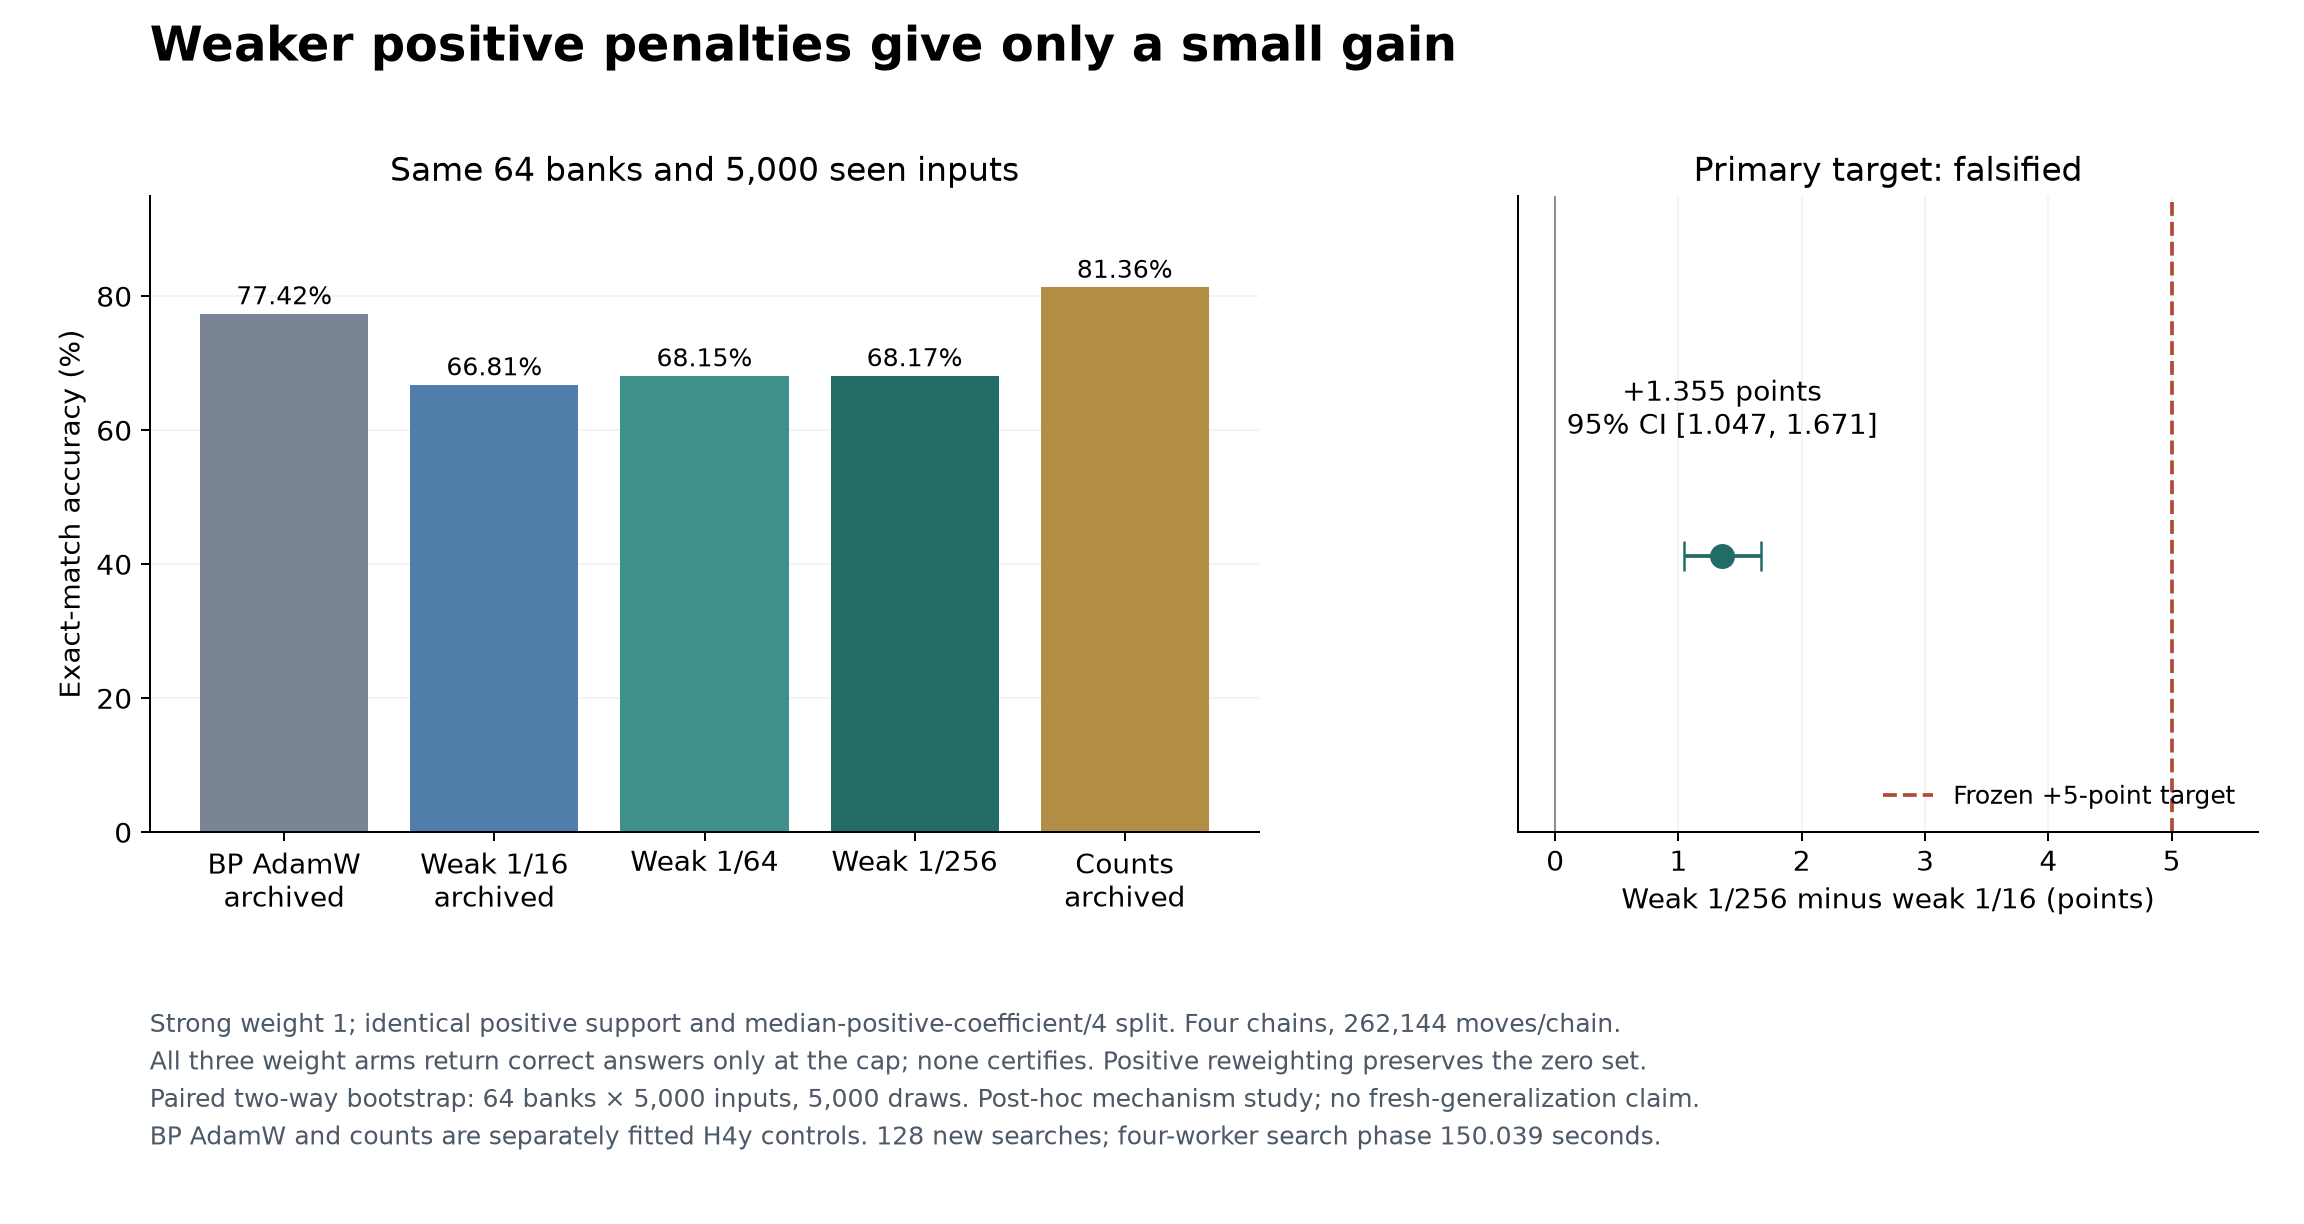 Weaker positive penalties give only a small gain
Same 64 banks and 5,000 seen inputs
Exact-match accuracy (%)
80
60
40
20
0
77.42%
66.81%
68.15%
68.17%
81.36%
BP AdamW
archived
Weak 1/16
archived
Weak 1/64
Weak 1/256
Counts
archived
Primary target: falsified
+1.355 points
95% CI [1.047, 1.671]
Frozen +5-point target
0 1 2 3 4 5
Weak 1/256 minus weak 1/16 (points)
Strong weight 1; identical positive support and median-positive-coefficient/4 split. Four chains, 262,144 moves/chain.
All three weight arms return correct answers only at the cap; none certifies. Positive reweighting preserves the zero set.
Paired two-way bootstrap: 64 banks × 5,000 inputs, 5,000 draws. Post-hoc mechanism study; no fresh-generalization claim.
BP AdamW and counts are separately fitted H4y controls. 128 new searches; four-worker search phase 150.039 seconds.